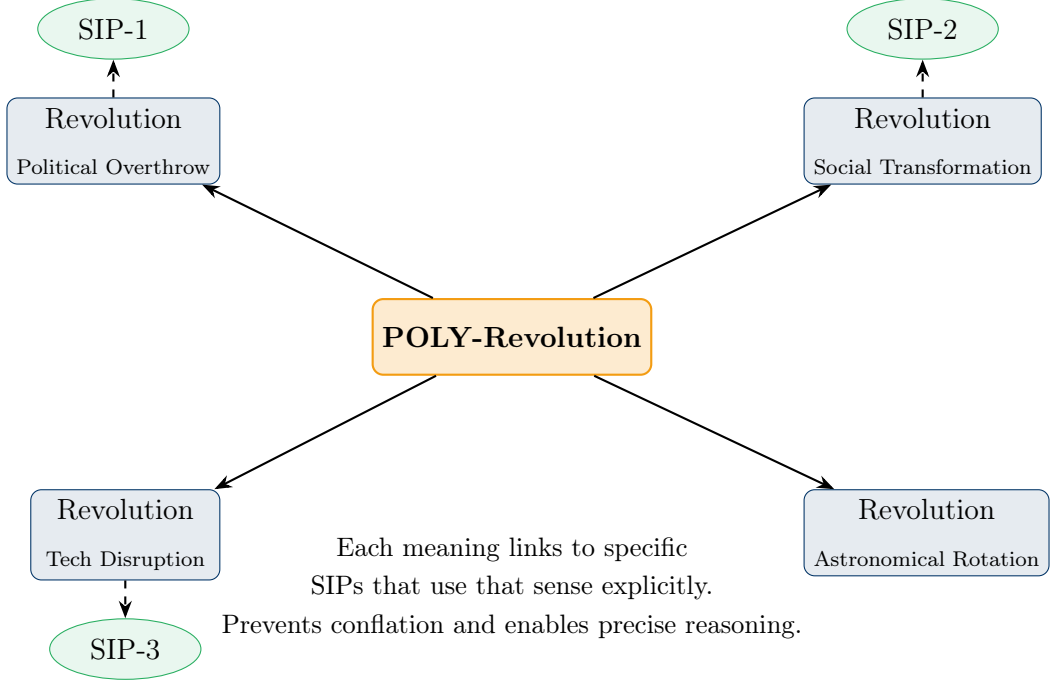 SIP-1
SIP-2
Revolution
Political Overthrow
Revolution
Social Transformation
POLY-Revolution
Revolution
Tech Disruption
Revolution
Astronomical Rotation
Each meaning links to specific
SIPs that use that sense explicitly.
Prevents conflation and enables precise reasoning.
SIP-3